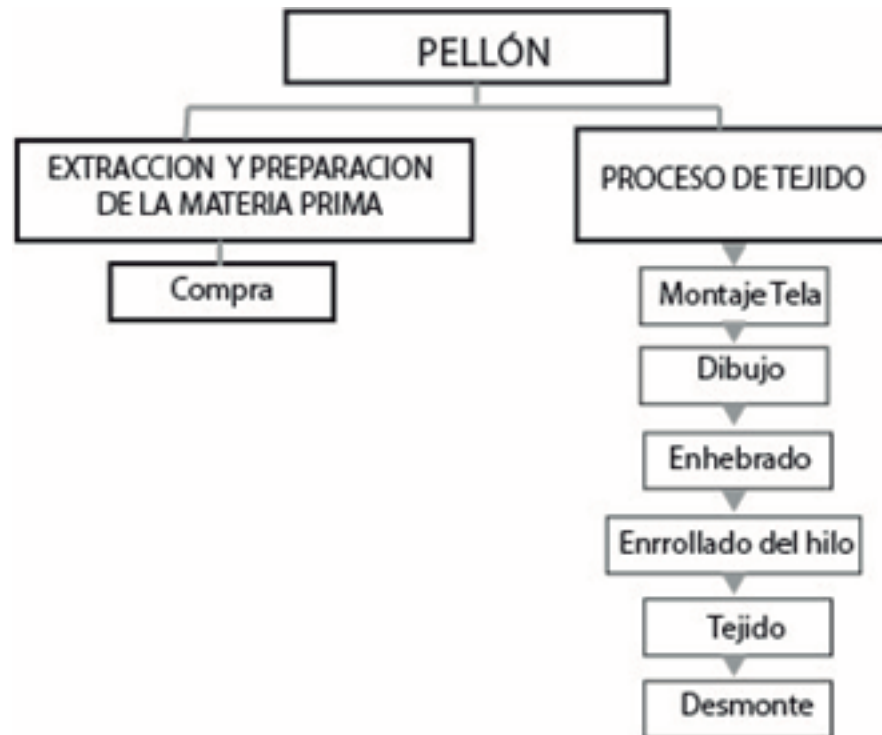 PELLÓN
EXTRACCION Y PREPARACION
DE LA MATERIA PRIMA
Compra
PROCESO DE TEJIDO
Montaje Tela
Dibujo
Enhebrado
Enrrollado del hilo
Tejido
Desmonte